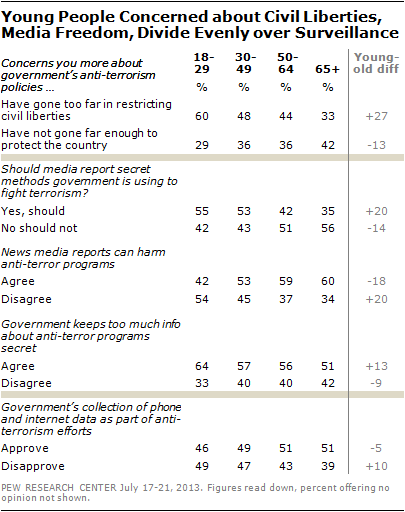 Young People Concerned about Civil Liberties,
Media Freedom, Divide Evenly over Surveillance
Concerns you more about
government's anti-terrorism
policies ...
18-29 30-49 50-64 65+ Young-old diff
% % % %
Have gone too far in restricting
civil liberties 60 48 44 33 +27
Have not gone far enough to
protect the country 29 36 36 42 -13
Should media report secret
methods government is using to
fight terrorism?
Yes, should 55 53 42 35 +20
No should not 42 43 51 56 -14
News media reports can harm
anti-terror programs
Agree 42 53 59 60 -18
Disagree 54 45 37 34 +20
Government keeps too much info
about anti-terror programs
secret
Agree 64 57 56 51 +13
Disagree 33 40 40 42 -9
Government's collection of phone
and internet data as part of anti-
terrorism efforts
Approve 46 49 51 51 -5
Disapprove 49 47 43 39 +10
PEW RESEARCH CENTER July 17-21, 2013. Figures read down, percent offering no
opinion not shown.